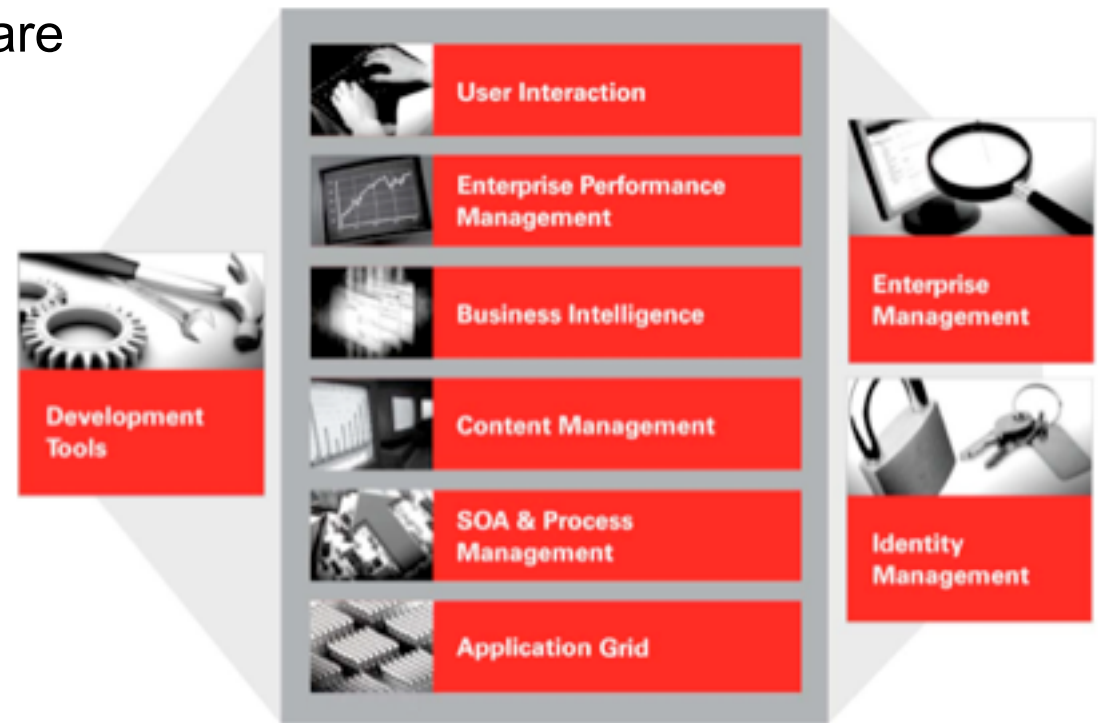 are
Development
Tools
User Interaction
Enterprise Performance
Management
Business Intelligence
Content Management
SOA & Process
Management
Application Grid
Enterprise
Management
Identity
Management